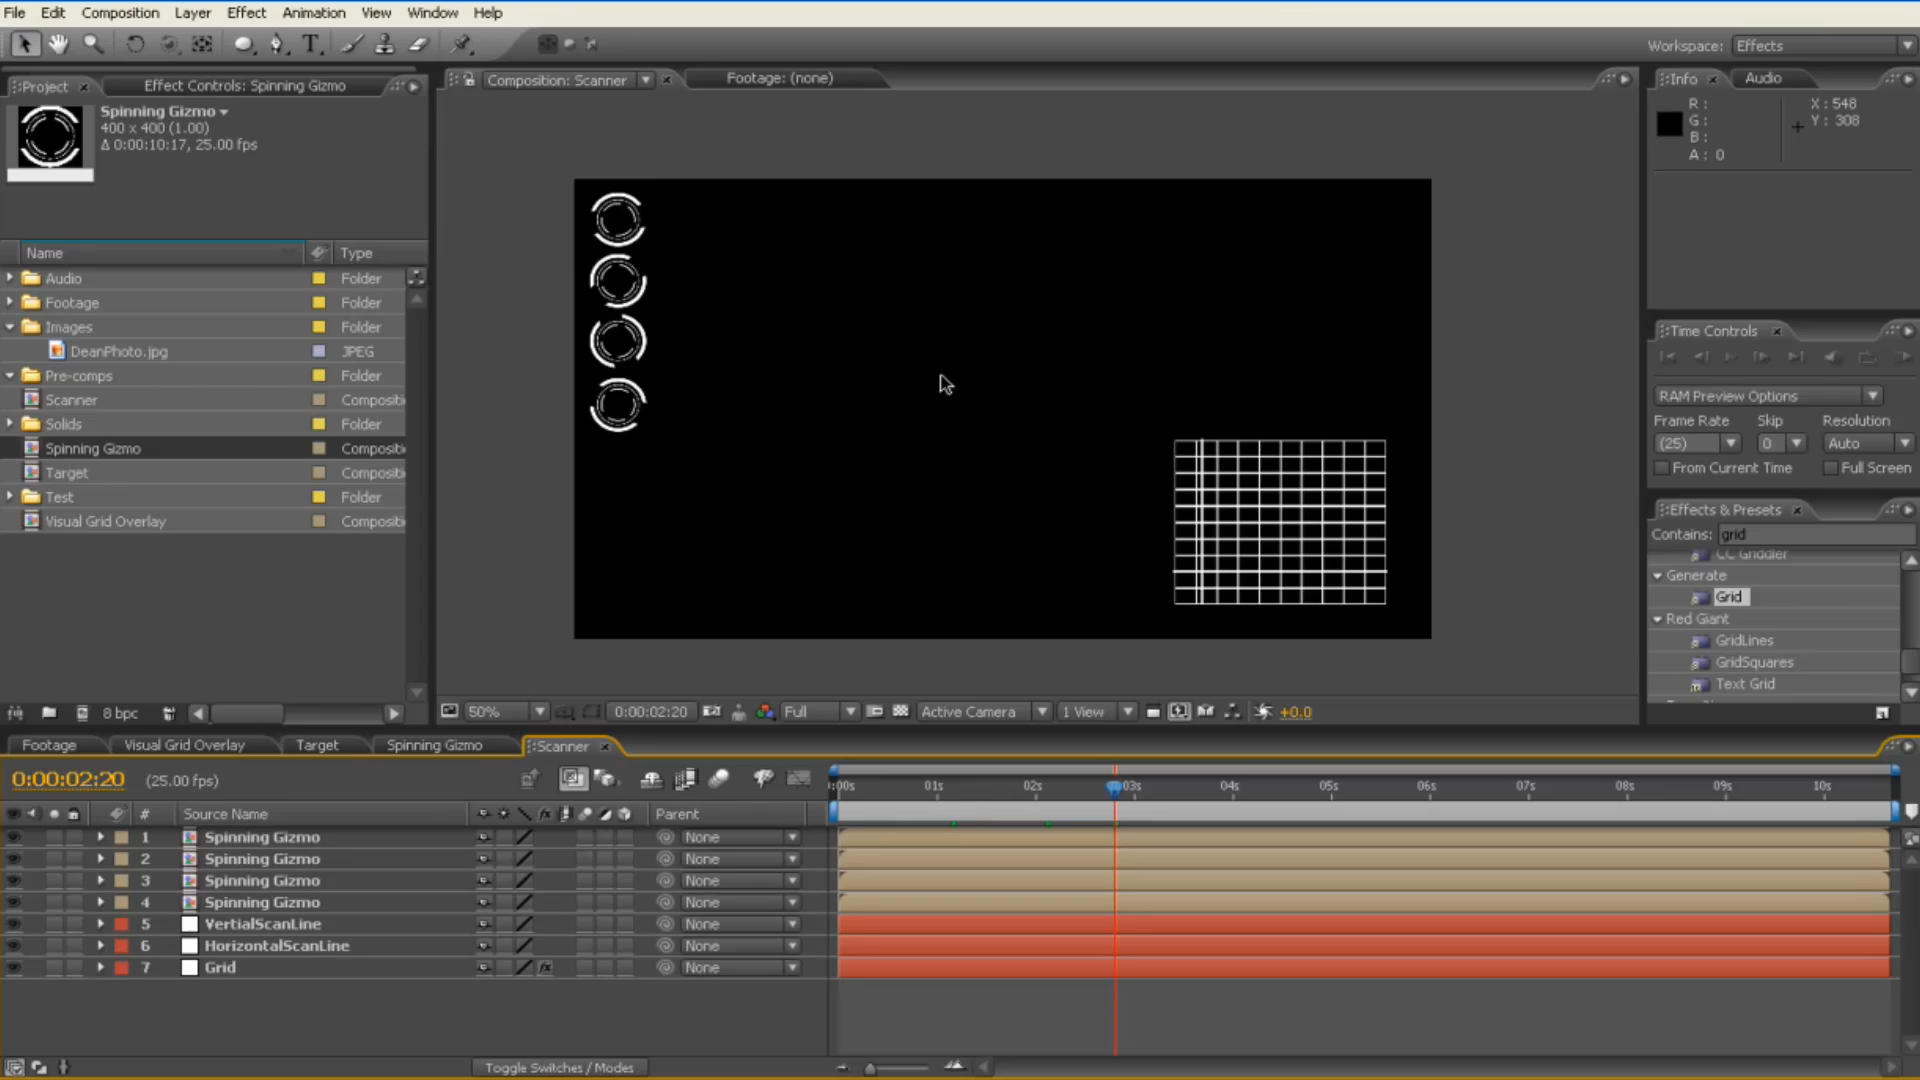 File Edit Composition Layer Effect Animation View Window Help
Workspace: Effects
Project Effect Controls: Spinning Gizmo
Composition: Scanner Footage: (none)
Info Audio
Spinning Gizmo
400 x 400 (1.00)
Δ 0:00:10:17, 25.00 fps
R :
G :
B :
A : 0
X : 548
Y : 308
Name Type
Audio Folder
Footage Folder
Images Folder
DeanPhoto.jpg JPEG
Pre-comps Folder
Scanner Compositi
Solids Folder
Spinning Gizmo Compositi
Target Compositi
Test Folder
Visual Grid Overlay Compositi
Time Controls
RAM Preview Options
Frame Rate Skip Resolution
(25) 0 Auto
From Current Time Full Screen
Effects & Presets
Contains: grid
CC Griddler
Generate
Grid
Red Giant
GridLines
GridSquares
Text Grid
8 bpc
50% 0:00:02:20 Full Active Camera 1 View +0.0
Footage Visual Grid Overlay Target Spinning Gizmo Scanner
0:00:02:20 (25.00 fps)
:00s 01s 02s 03s 04s 05s 06s 07s 08s 09s 10s
# Source Name Parent
1 Spinning Gizmo None
2 Spinning Gizmo None
3 Spinning Gizmo None
4 Spinning Gizmo None
5 VertialScanLine None
6 HorizontalScanLine None
7 Grid None
Toggle Switches / Modes